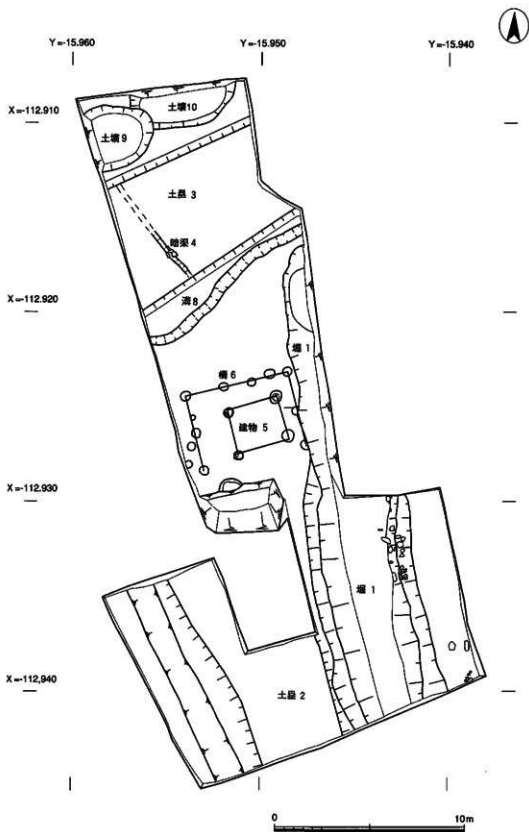 Y=-15.960
Y=-15.950
Y=-15.940
X=-112.910
土壙10
土壙9
土塁 3
暗渠 4
X=-112.920
溝8
堀 1
柵 6
建物 5
X=-112.930
堀 1
X=-112.940
土塁 2
0
10m